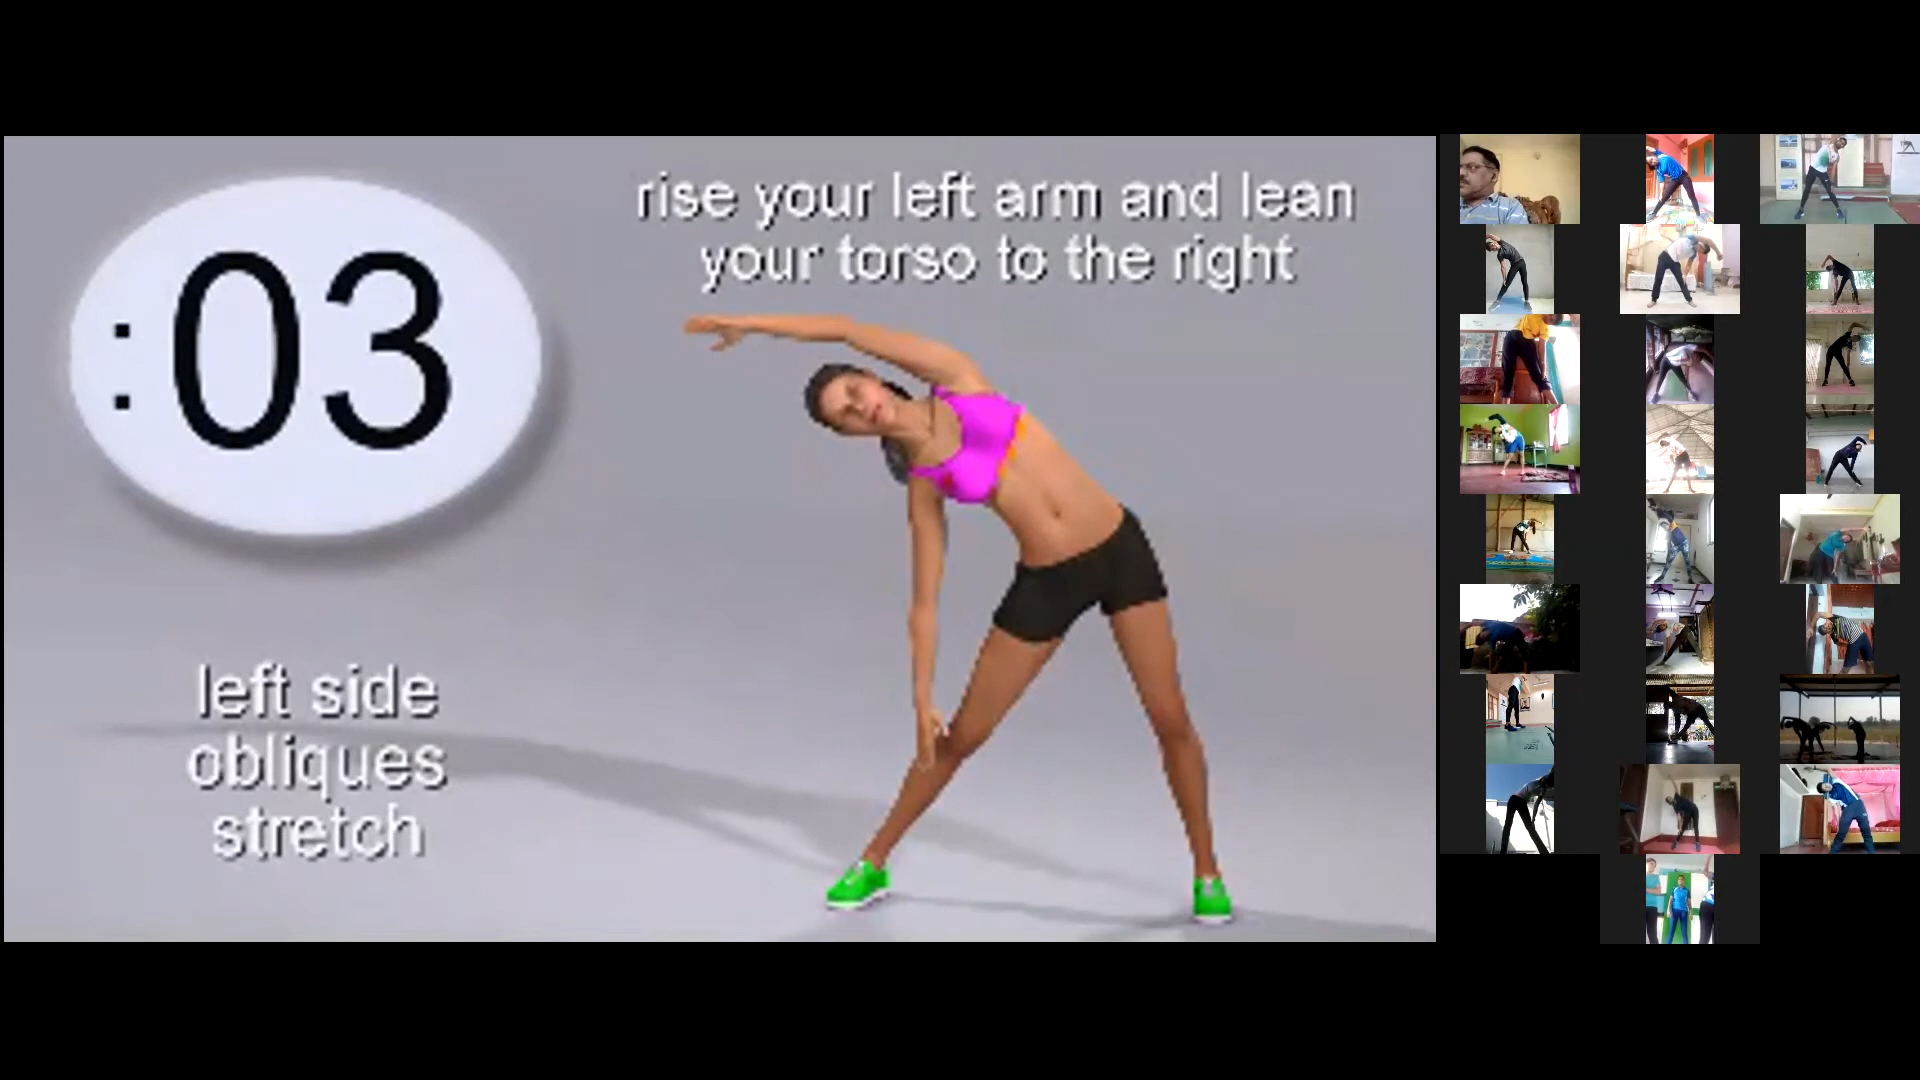 :03
rise your left arm and lean
your torso to the right
left side
obliques
stretch